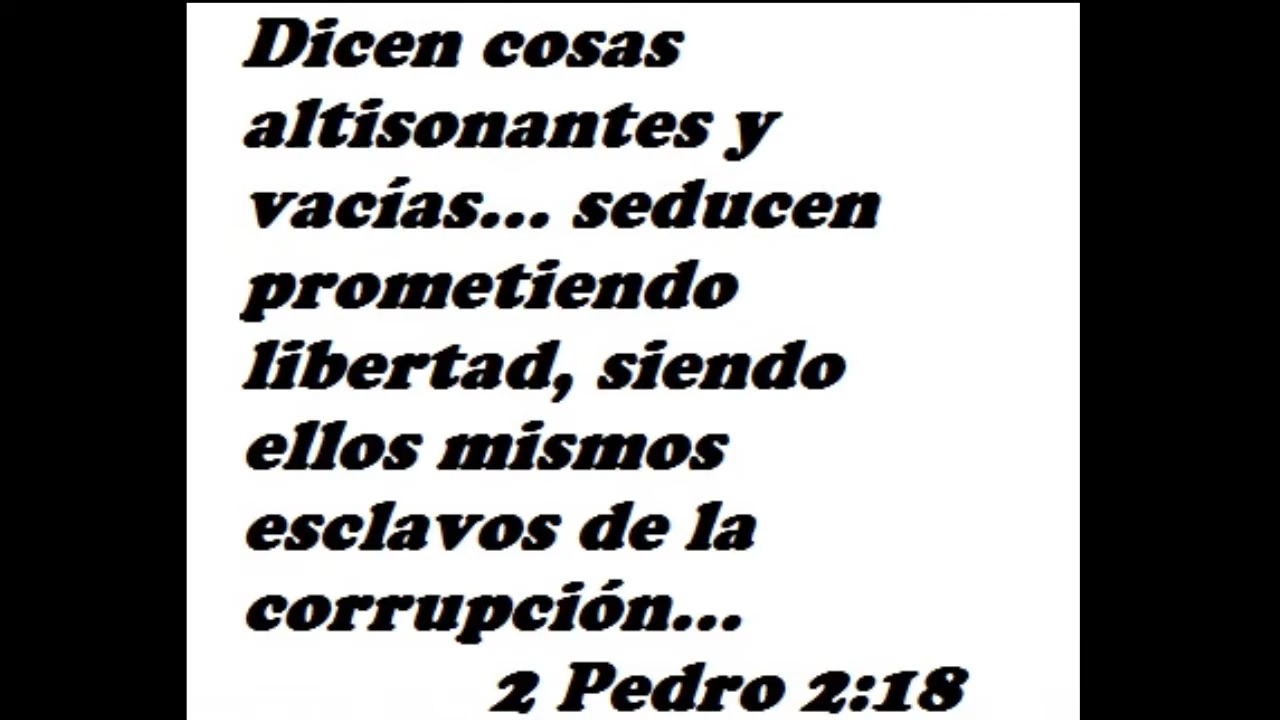 Dicen cosas
altisonantes y
vacías... seducen
prometiendo
libertad, siendo
ellos mismos
esclavos de la
corrupción...
2 Pedro 2:18